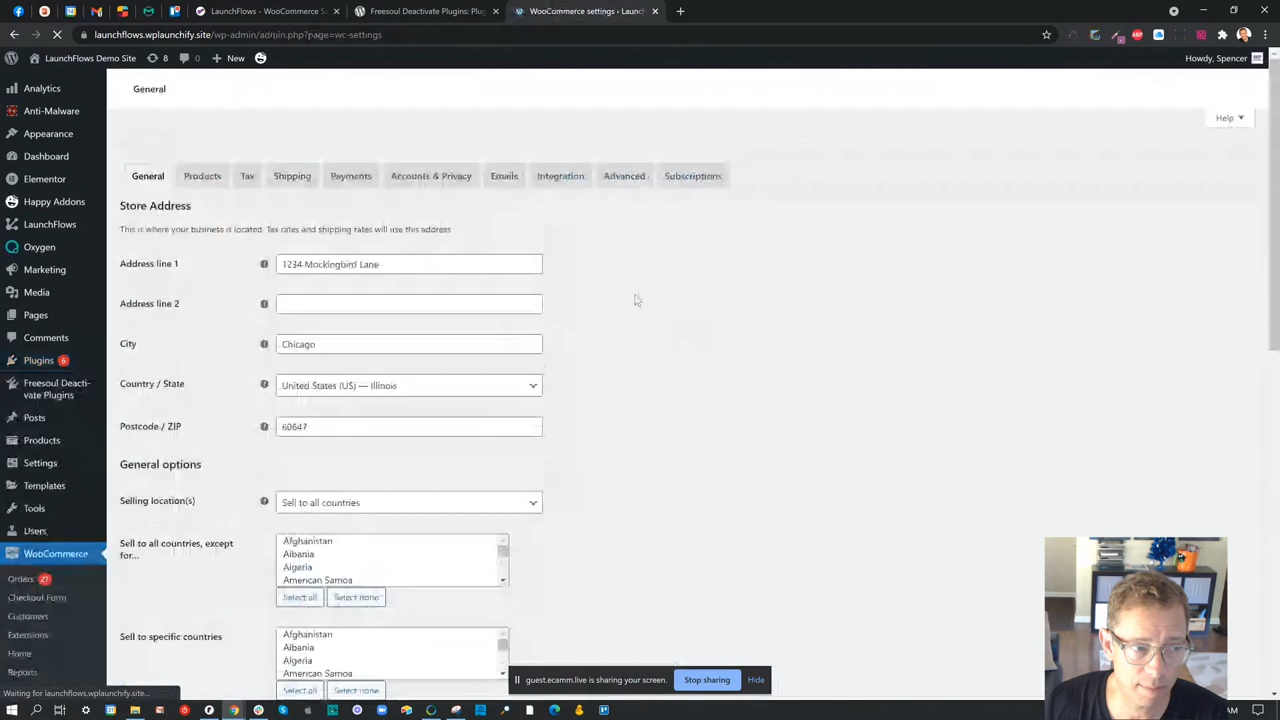 LaunchFlows - WooCommerce S
Freesoul Deactivate Plugins: Plug
WooCommerce settings ‹ Launch
launchflows.wplaunchify.site/wp-admin/admin.php?page=wc-settings
LaunchFlows Demo Site
8
0
New
Howdy, Spencer
Analytics
Anti-Malware
Appearance
Dashboard
Elementor
Happy Addons
LaunchFlows
Oxygen
Marketing
Media
Pages
Comments
Plugins 6
Freesoul Deacti-
vate Plugins
Posts
Products
Settings
Templates
Tools
Users
WooCommerce
Orders 27
Checkout Form
Customers
Extensions
Home
Reports
General
Help
General Products Tax Shipping Payments Accounts & Privacy Emails Integration Advanced Subscriptions
Store Address
This is where your business is located. Tax rates and shipping rates will use this address
Address line 1
1234 Mockingbird Lane
Address line 2
City
Chicago
Country / State
United States (US) — Illinois
Postcode / ZIP
60647
General options
Selling location(s)
Sell to all countries
Sell to all countries, except
for...
Afghanistan
Albania
Algeria
American Samoa
Select all Select none
Sell to specific countries
Afghanistan
Albania
Algeria
American Samoa
Select all Select none
guest.ecamm.live is sharing your screen.
Stop sharing
Hide
Waiting for launchflows.wplaunchify.site...
AM